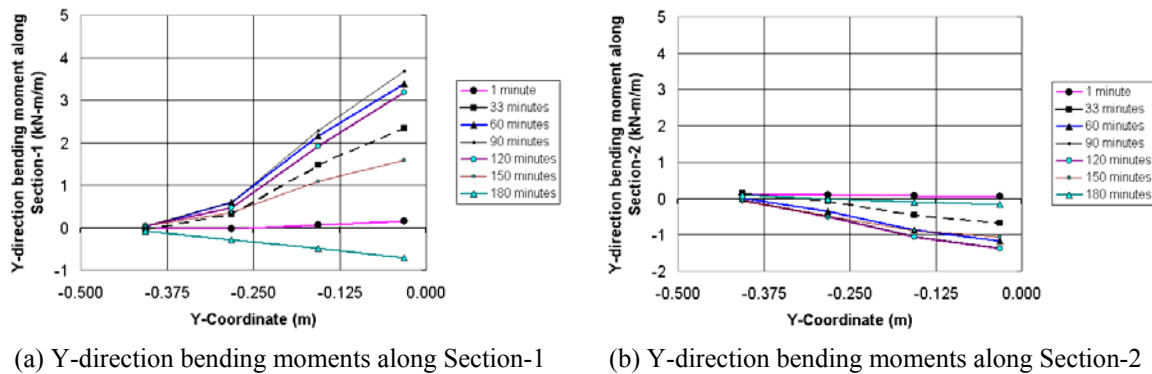 Y-direction bending moment along
Section-1 (kN-m/m)
5
4
3
2
1
0
-1
-0.500 -0.375 -0.250 -0.125 0.000
Y-Coordinate (m)
1 minute
33 minutes
60 minutes
90 minutes
120 minutes
150 minutes
180 minutes
(a) Y-direction bending moments along Section-1
Y-direction bending moment along
Section-2 (kN-m/m)
5
4
3
2
1
0
-1
-2
-0.500 -0.375 -0.250 -0.125 0.000
Y-Coordinate (m)
1 minute
33 minutes
60 minutes
90 minutes
120 minutes
150 minutes
180 minutes
(b) Y-direction bending moments along Section-2